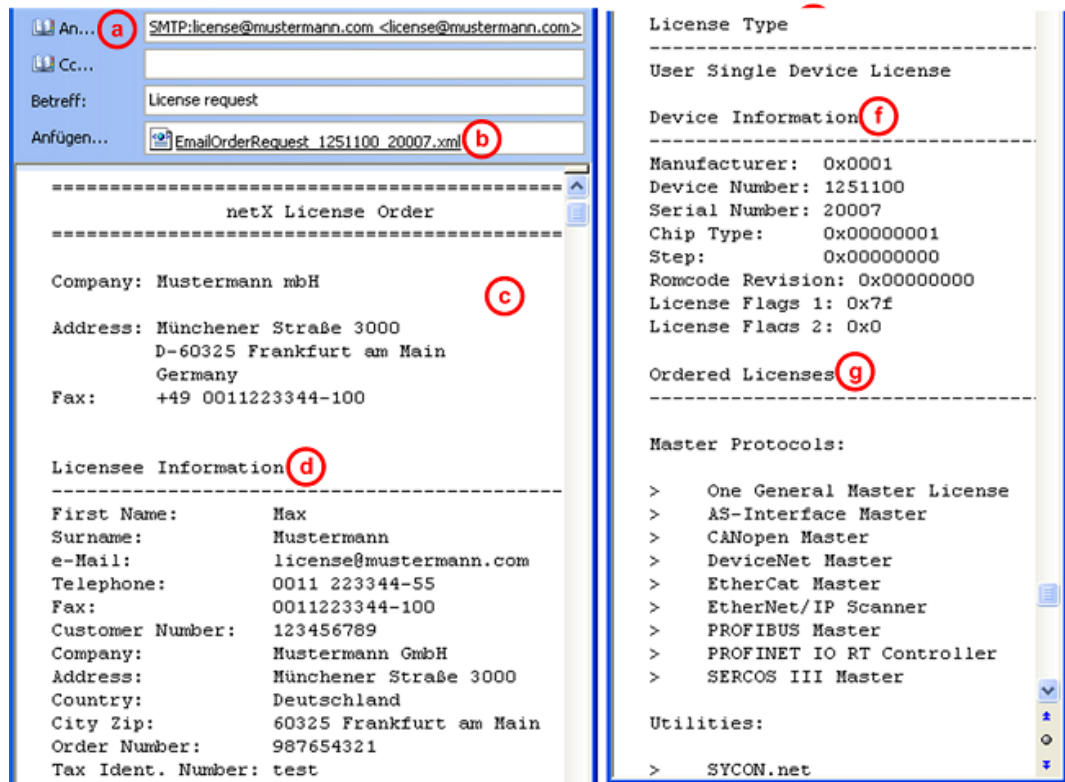 An... a SMTP:license@mustermann.com <license@mustermann.com>
Cc...
Betreff: License request
Anfügen... EmailOrderRequest_1251100_20007.xml b
==============================================
netX License Order
==============================================
c
Company: Mustermann mbH
Address: Münchener Straße 3000
D-60325 Frankfurt am Main
Germany
Fax: +49 0011223344-100
Licensee Information d
----------------------------------------------
First Name: Max
Surname: Mustermann
e-Mail: license@mustermann.com
Telephone: 0011 223344-55
Fax: 0011223344-100
Customer Number: 123456789
Company: Mustermann GmbH
Address: Münchener Straße 3000
Country: Deutschland
City Zip: 60325 Frankfurt am Main
Order Number: 987654321
Tax Ident. Number: test
License Type
----------------------------------
User Single Device License
Device Information f
----------------------------------
Manufacturer: 0x0001
Device Number: 1251100
Serial Number: 20007
Chip Type: 0x00000001
Step: 0x00000000
Romcode Revision: 0x00000000
License Flags 1: 0x7f
License Flags 2: 0x0
Ordered Licenses g
----------------------------------
Master Protocols:
> One General Master License
> AS-Interface Master
> CANopen Master
> DeviceNet Master
> EtherCat Master
> EtherNet/IP Scanner
> PROFIBUS Master
> PROFINET IO RT Controller
> SERCOS III Master
Utilities:
> SYCON.net